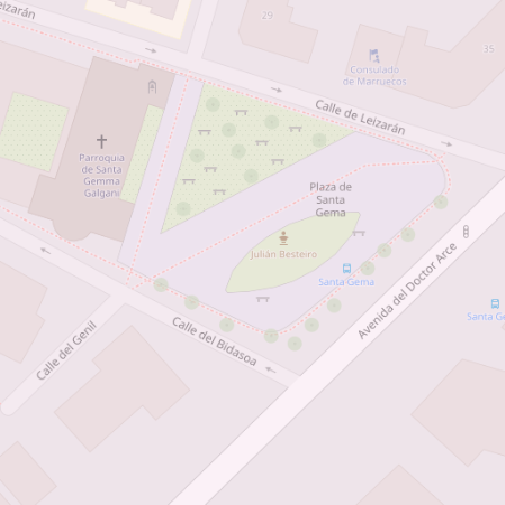 eizarán
29
35
Consulado
de Marruecos
Calle de Leizarán
Parroquia
de Santa
Gemma
Galgani
Plaza de
Santa
Gema
Julián Besteiro
Santa Gema
Santa G
Avenida del Doctor Arce
Calle del Bidasoa
Calle del Genil